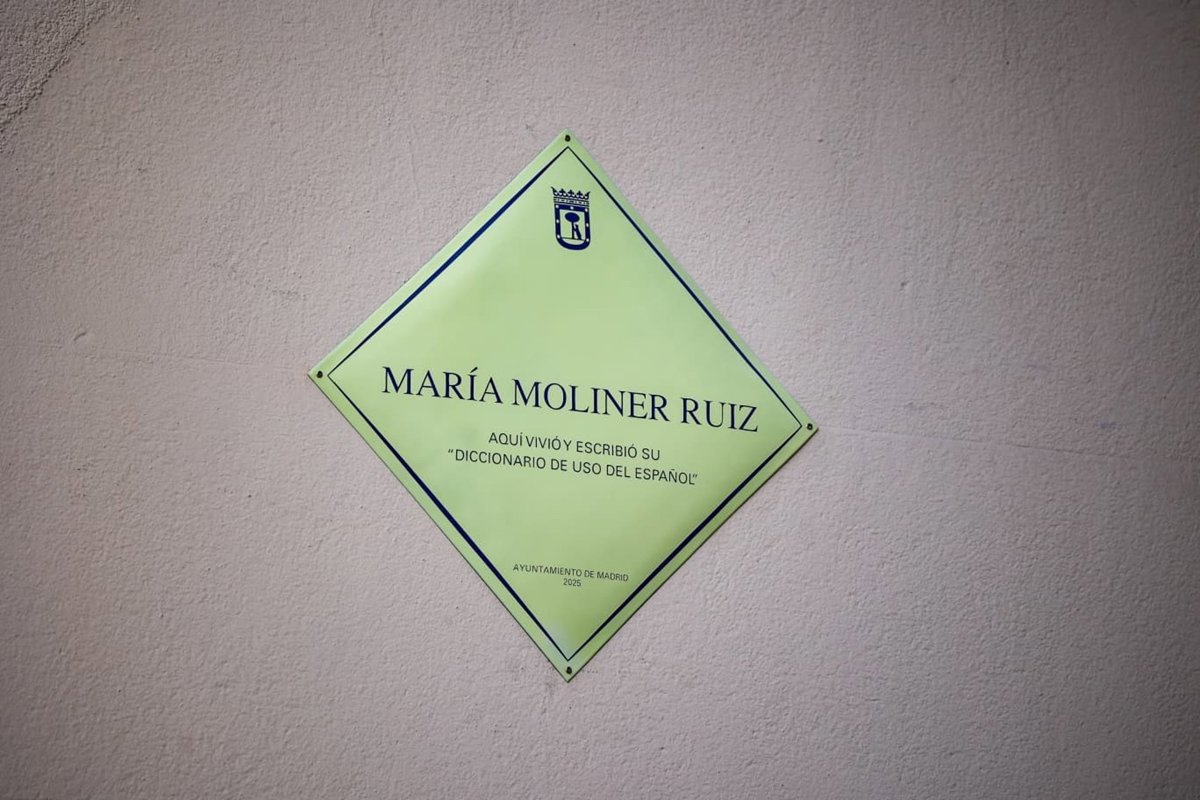 MARÍA MOLINER RUIZ
AQUÍ VIVIÓ Y ESCRIBIÓ SU
“DICCIONARIO DE USO DEL ESPAÑOL”
AYUNTAMIENTO DE MADRID
2025